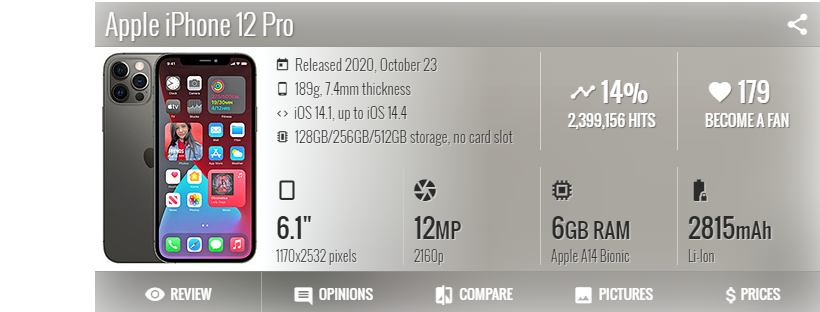 Apple iPhone 12 Pro
Released 2020, October 23
189g, 7.4mm thickness
iOS 14.1, up to iOS 14.4
128GB/256GB/512GB storage, no card slot
14%
2,399,156 HITS
179
BECOME A FAN
6.1"
1170x2532 pixels
12MP
2160p
6GB RAM
Apple A14 Bionic
2815mAh
Li-Ion
REVIEW
OPINIONS
COMPARE
PICTURES
PRICES